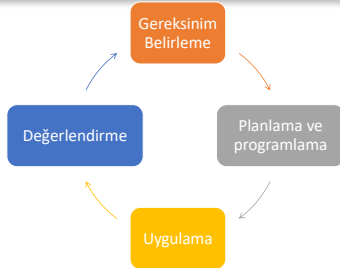 Gereksinim
Belirleme
Değerlendirme
Planlama ve
programlama
Uygulama